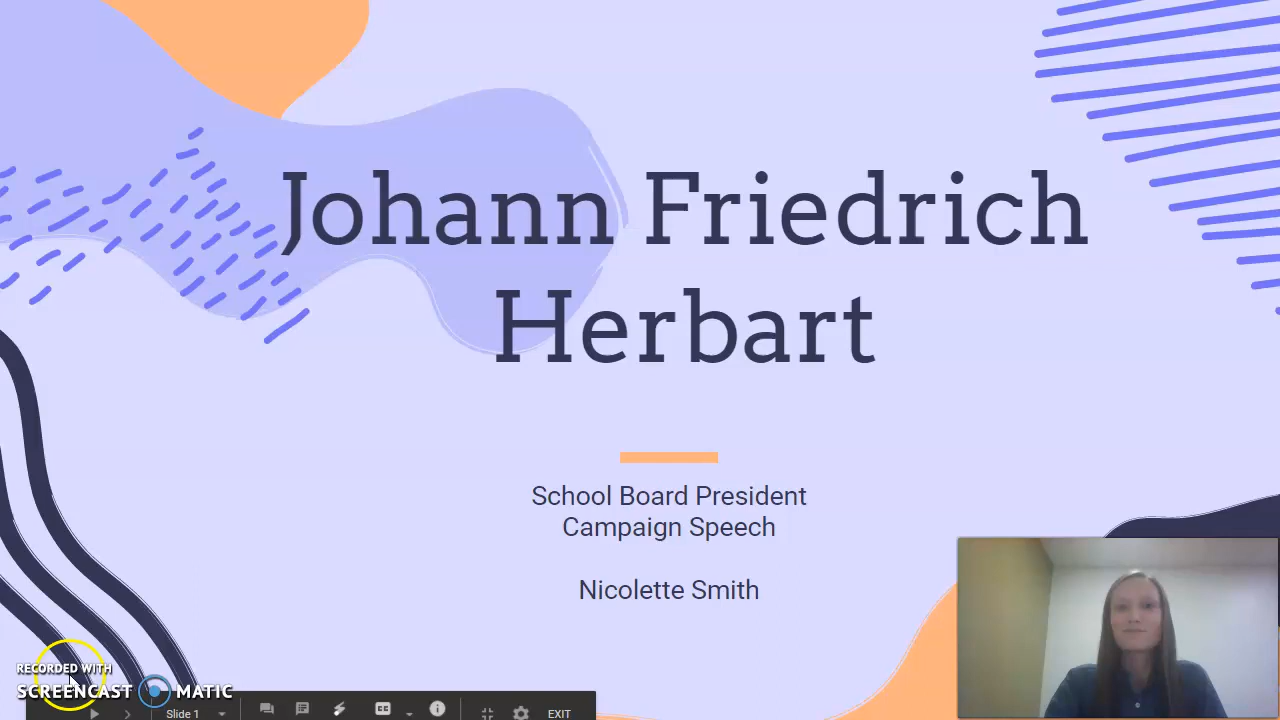 Johann Friedrich
Herbart
School Board President
Campaign Speech
Nicolette Smith
RECORDED WITH
SCREENCAST MATIC
Slide 1
EXIT